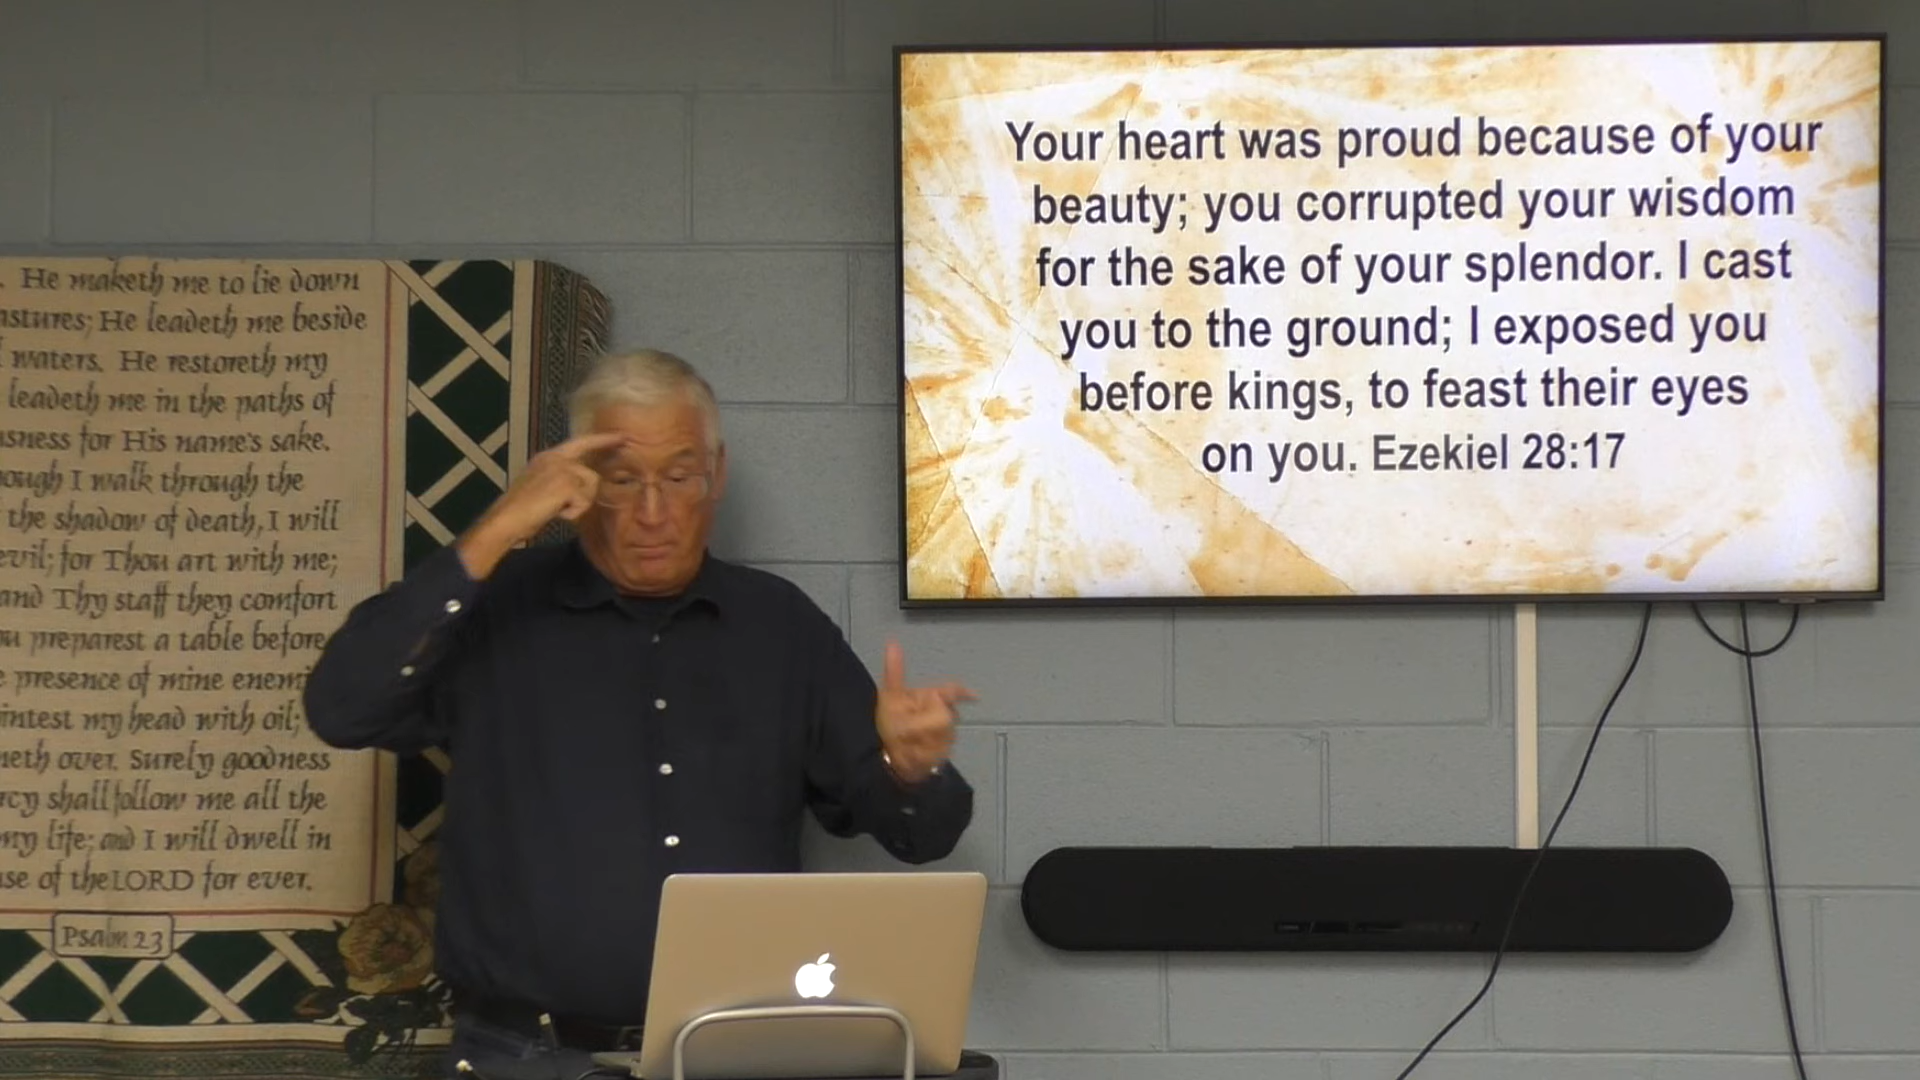 . He maketh me to lie down
He leadeth me beside
waters. He restoreth my
leadeth me in the paths of
for His name's sake.
I walk through the
the shadow of death, I will
for Thou art with me;
and Thy staff they comfort
preparest a table before
presence of mine
my head with oil;
over. Surely goodness
shall follow me all the
my life; and I will dwell in
of the LORD for ever.
Psalm 23
Your heart was proud because of your
beauty; you corrupted your wisdom
for the sake of your splendor. I cast
you to the ground; I exposed you
before kings, to feast their eyes
on you. Ezekiel 28:17